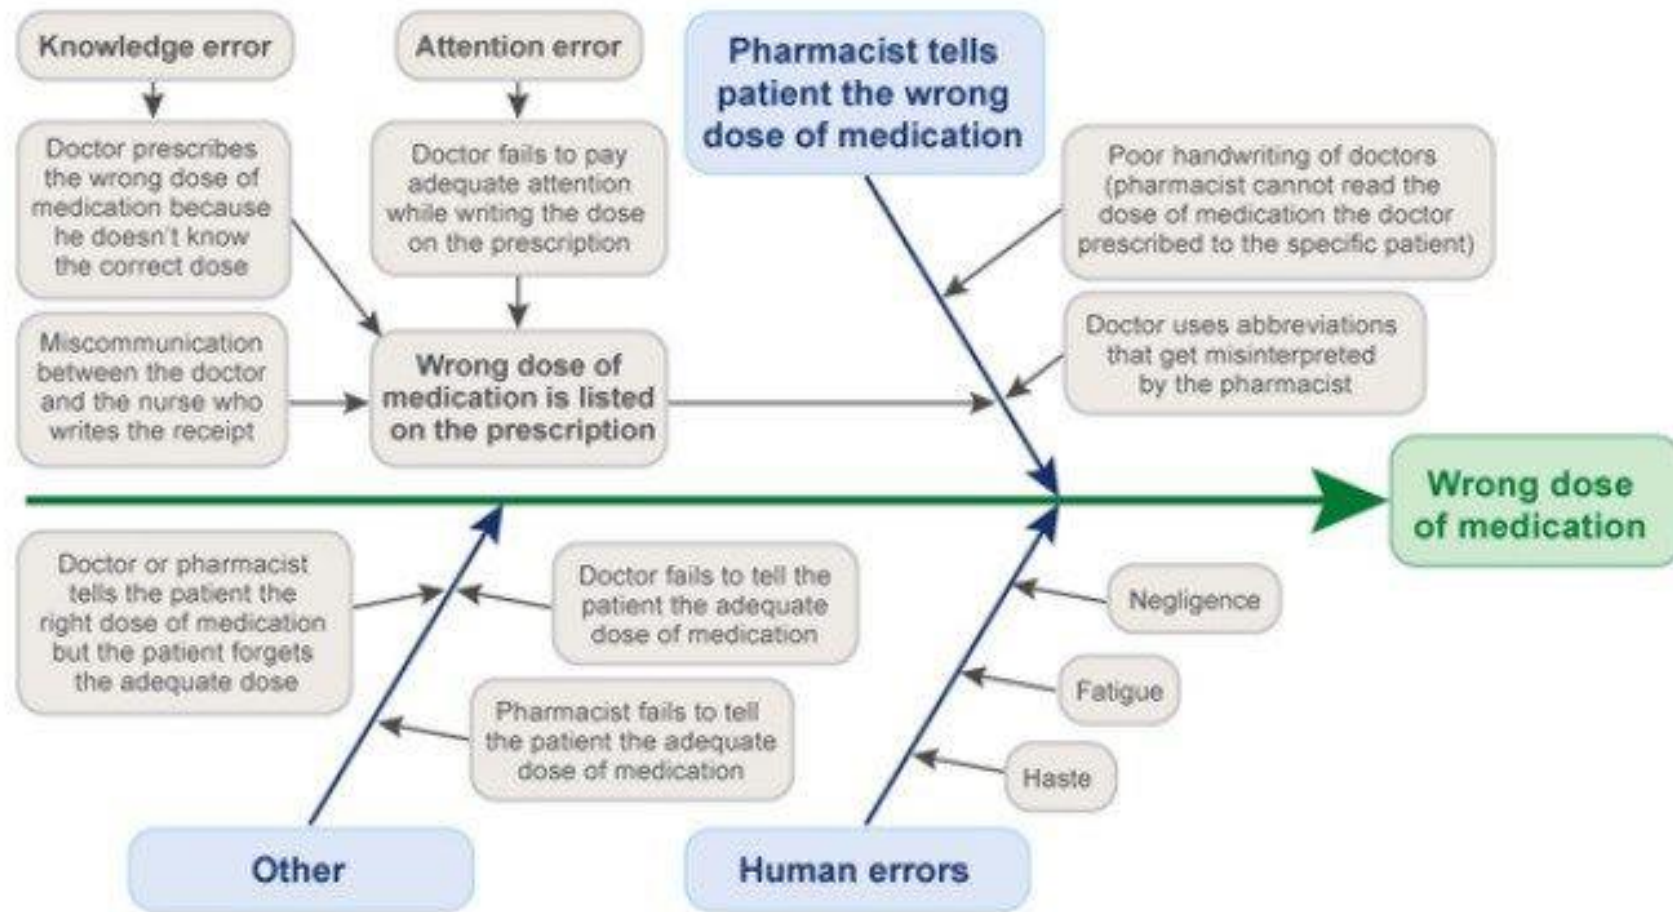 Knowledge error
Doctor prescribes
the wrong dose of
medication because
he doesn't know
the correct dose
Miscommunication
between the doctor
and the nurse who
writes the receipt
Attention error
Doctor fails to pay
adequate attention
while writing the dose
on the prescription
Wrong dose of
medication is listed
on the prescription
Pharmacist tells
patient the wrong
dose of medication
Poor handwriting of doctors
(pharmacist cannot read the
dose of medication the doctor
prescribed to the specific patient)
Doctor uses abbreviations
that get misinterpreted
by the pharmacist
Wrong dose
of medication
Doctor or pharmacist
tells the patient the
right dose of medication
but the patient forgets
the adequate dose
Doctor fails to tell the
patient the adequate
dose of medication
Pharmacist fails to tell
the patient the adequate
dose of medication
Other
Negligence
Fatigue
Haste
Human errors